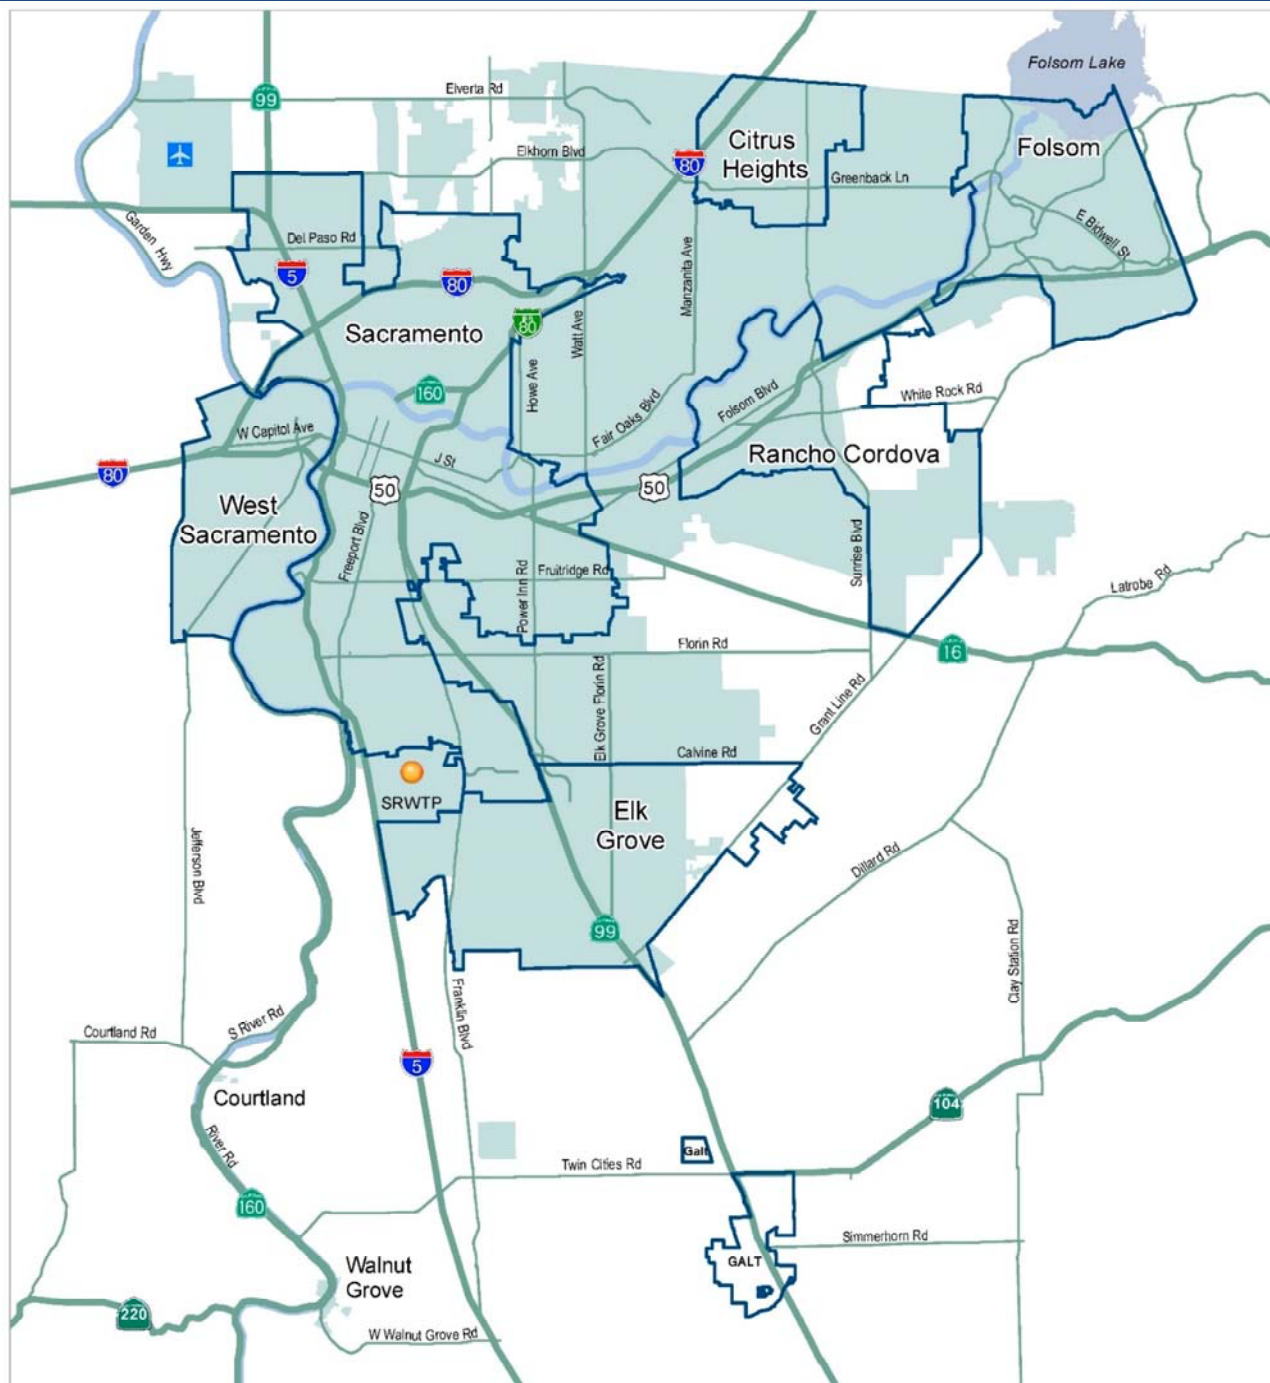 Folsom Lake
Elverta Rd
99
Citrus
Heights
Folsom
Elkhorn Blvd
80
Greenback Ln
Garden Hwy
Del Paso Rd
E Bidwell St
5
80
Manzanita Ave
Sacramento
80
Watt Ave
160
Howe Ave
Fair Oaks Blvd
Folsom Blvd
White Rock Rd
W Capitol Ave
J St
Rancho Cordova
80
50
50
West
Sacramento
Freeport Blvd
Sunrise Blvd
Power Inn Rd
Fruitridge Rd
Latrobe Rd
Florin Rd
16
Elk Grove Florin Rd
Grant Line Rd
Calvine Rd
SRWTP
Elk
Grove
Jefferson Blvd
Dillard Rd
99
Clay Station Rd
Franklin Blvd
S River Rd
Courtland Rd
5
Courtland
104
River Rd
Galt
Twin Cities Rd
160
Simmerhorn Rd
GALT
Walnut
Grove
220
W Walnut Grove Rd